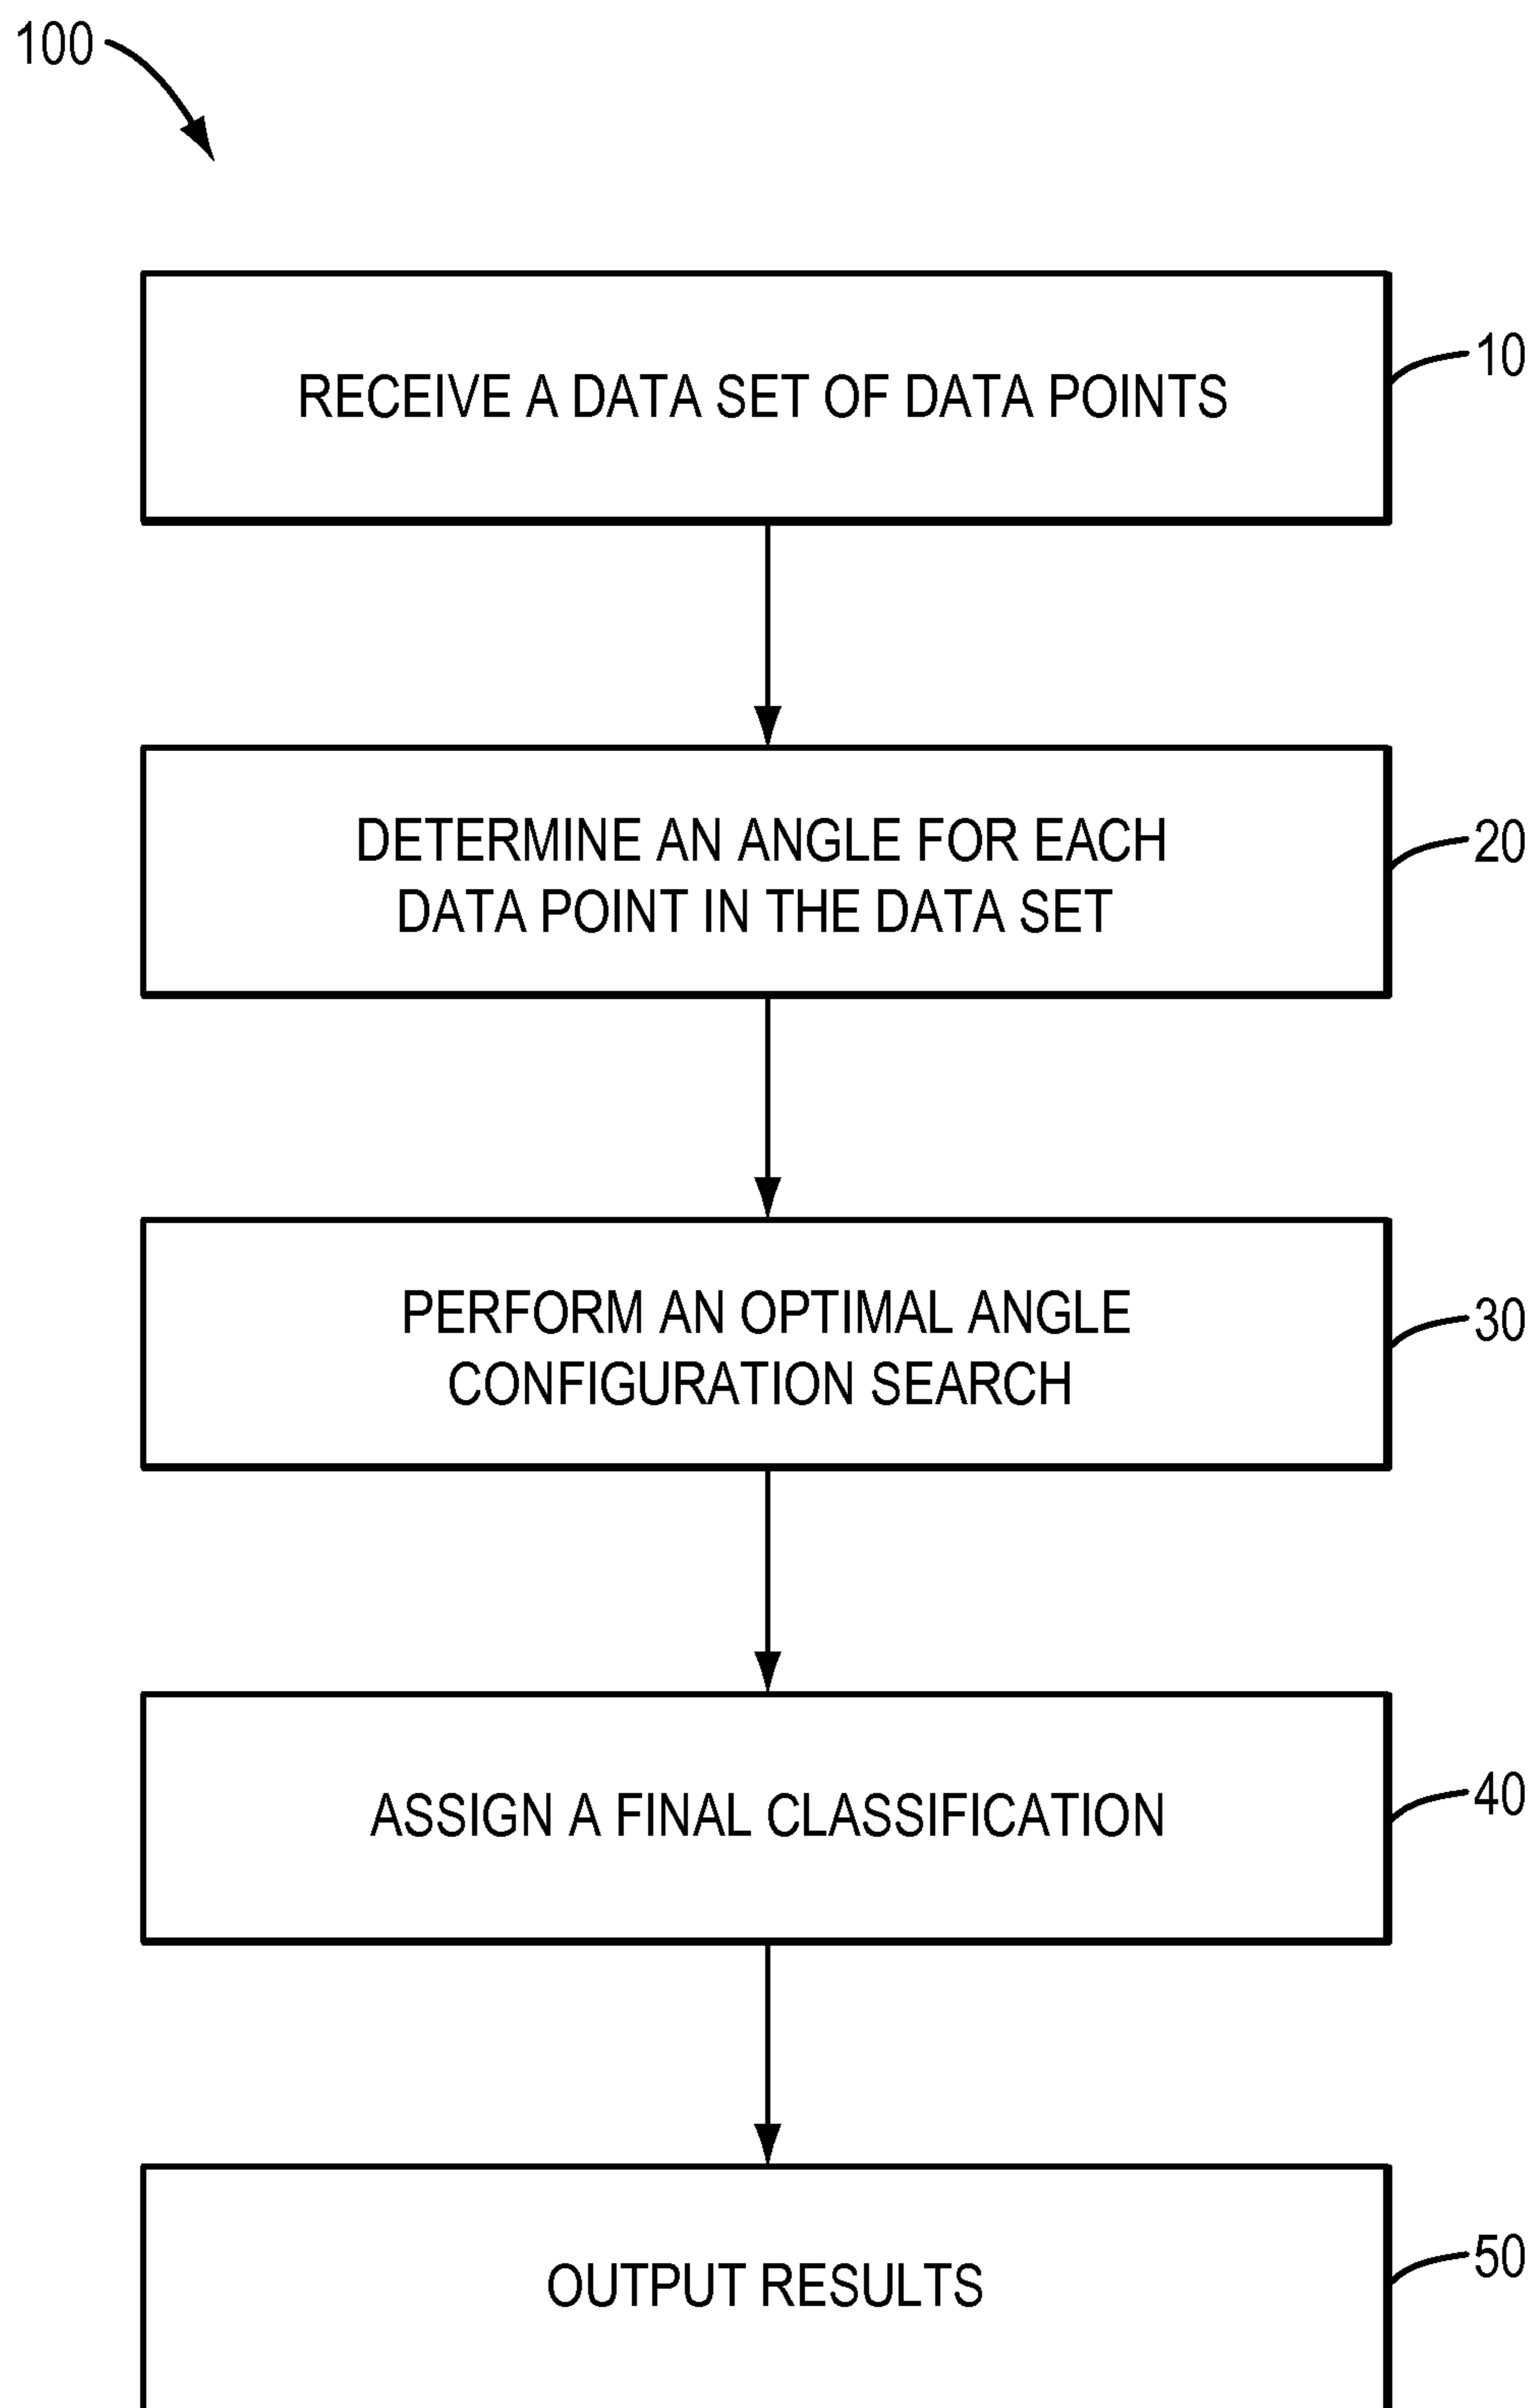 100
RECEIVE A DATA SET OF DATA POINTS
10
DETERMINE AN ANGLE FOR EACH
DATA POINT IN THE DATA SET
20
PERFORM AN OPTIMAL ANGLE
CONFIGURATION SEARCH
30
ASSIGN A FINAL CLASSIFICATION
40
OUTPUT RESULTS
50